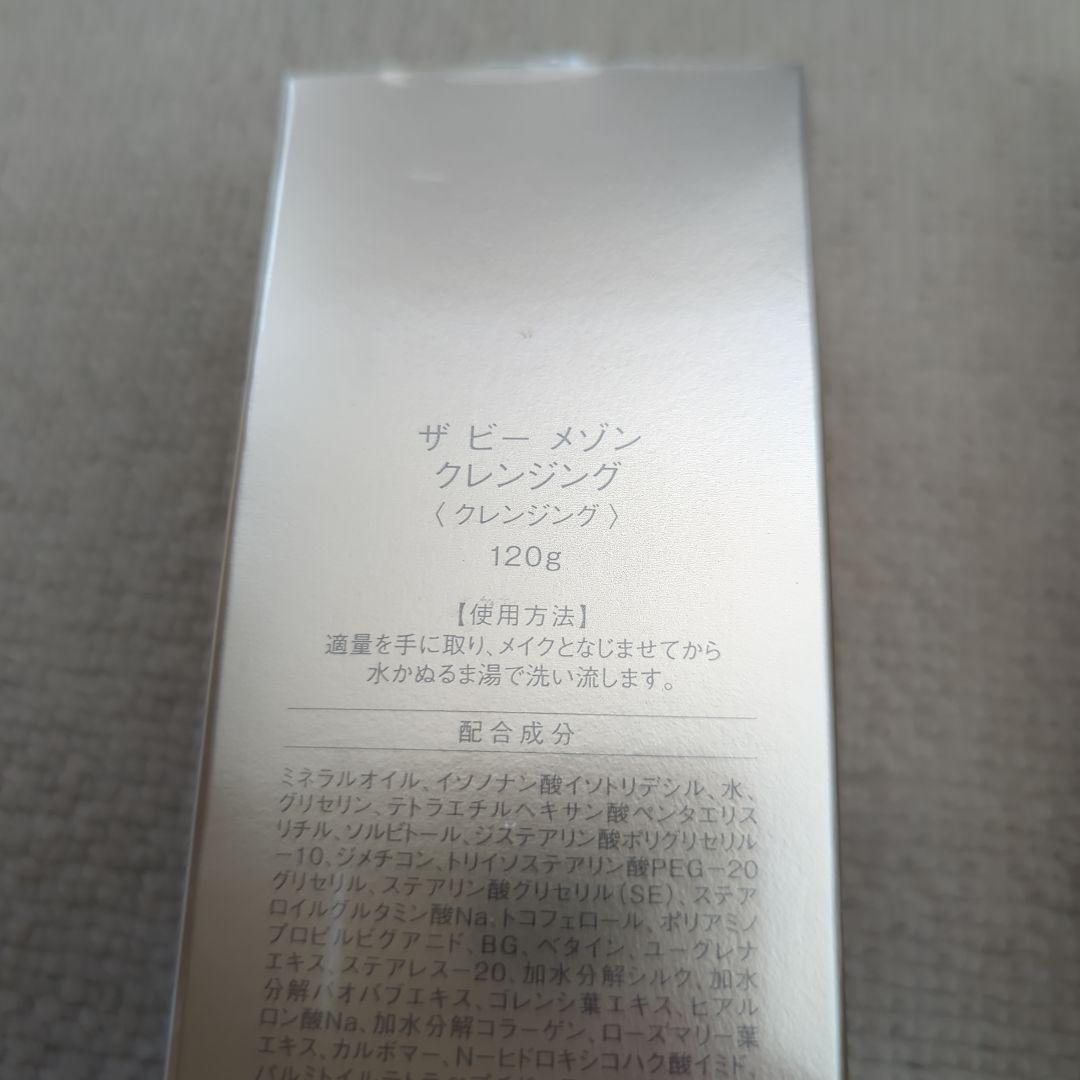 ザ ビー メゾン
クレンジング
〈クレンジング〉
120g
【使用方法】
適量を手に取り、メイクとなじませてから
水かぬるま湯で洗い流します。
配合成分
ミネラルオイル、イソノナン酸イソトリデシル、水、
グリセリン、テトラエチルヘキサン酸ペンタエリス
リチル、ソルビトール、ジステアリン酸ポリグリセリル
-10、ジメチコン、トリイソステアリン酸PEG-20
グリセリル、ステアリン酸グリセリル(SE)、ステア
ロイルグルタミン酸Na、トコフェロール、ポリアミノ
プロピルビグアニド、BG、ベタイン、ユーグレナ
エキス、ステアレス-20、加水分解シルク、加水
分解バオバブエキス、ゴレンシ葉エキス、ヒアル
ロン酸Na、加水分解コラーゲン、ローズマリー葉
エキス、カルボマー、N-ヒドロキシコハク酸イミド、